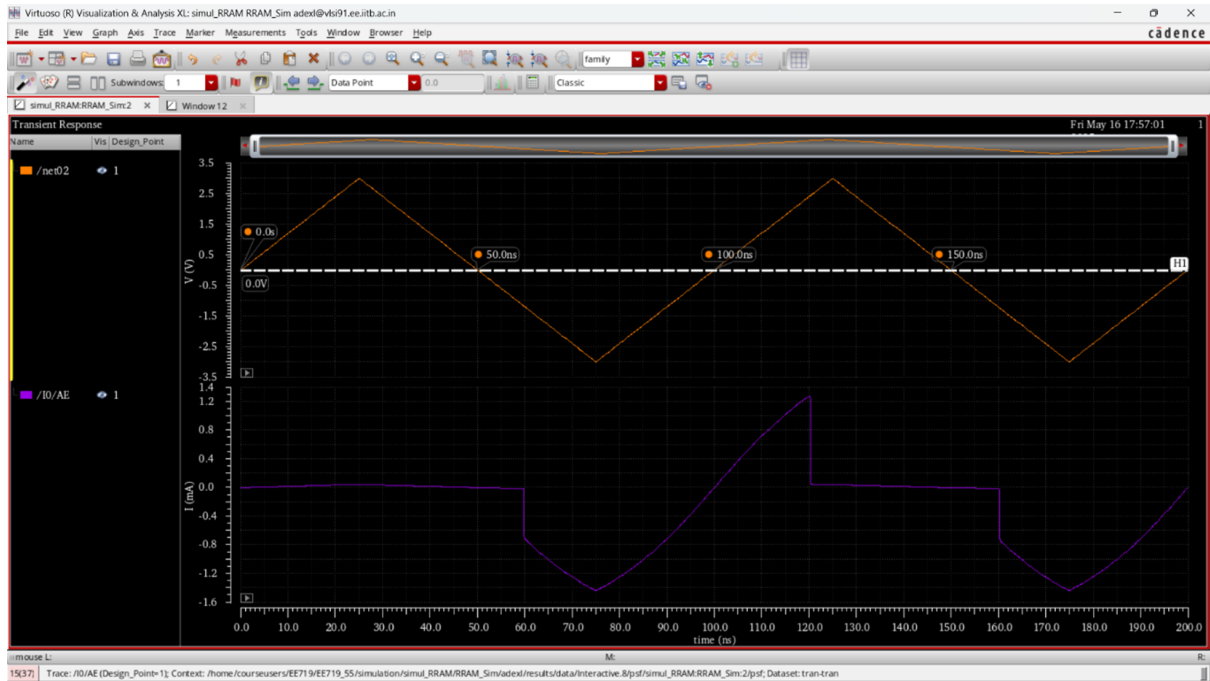 Virtuoso (R) Visualization & Analysis XL: simul_RRAM RRAM_Sim adexl@vlsi91.ee.iitb.ac.in
File Edit View Graph Axis Trace Marker Measurements Tools Window Browser Help
cādence
family
Subwindows: 1
Data Point
0.0
Classic
simul_RRAM:RRAM_Sim:2
Window 12
Transient Response
Fri May 16 17:57:01
1
Name Vis Design_Point
/net02 1
3.5
2.5
1.5
0.5
-0.5
-1.5
-2.5
-3.5
V (V)
0.0s
50.0ns
100.0ns
150.0ns
0.0V
H1
/I0/AE 1
1.4
1.2
0.8
0.4
0.0
-0.4
-0.8
-1.2
-1.6
I (mA)
0.0 10.0 20.0 30.0 40.0 50.0 60.0 70.0 80.0 90.0 100.0 110.0 120.0 130.0 140.0 150.0 160.0 170.0 180.0 190.0 200.0
time (ns)
mouse L: M: R:
15(37) Trace: /I0/AE (Design_Point=1); Context: /home/courseusers/EE719/EE719_55/simulation/simul_RRAM/RRAM_Sim/adexl/results/data/Interactive.8/psf/simul_RRAM:RRAM_Sim:2/psf; Dataset: tran-tran